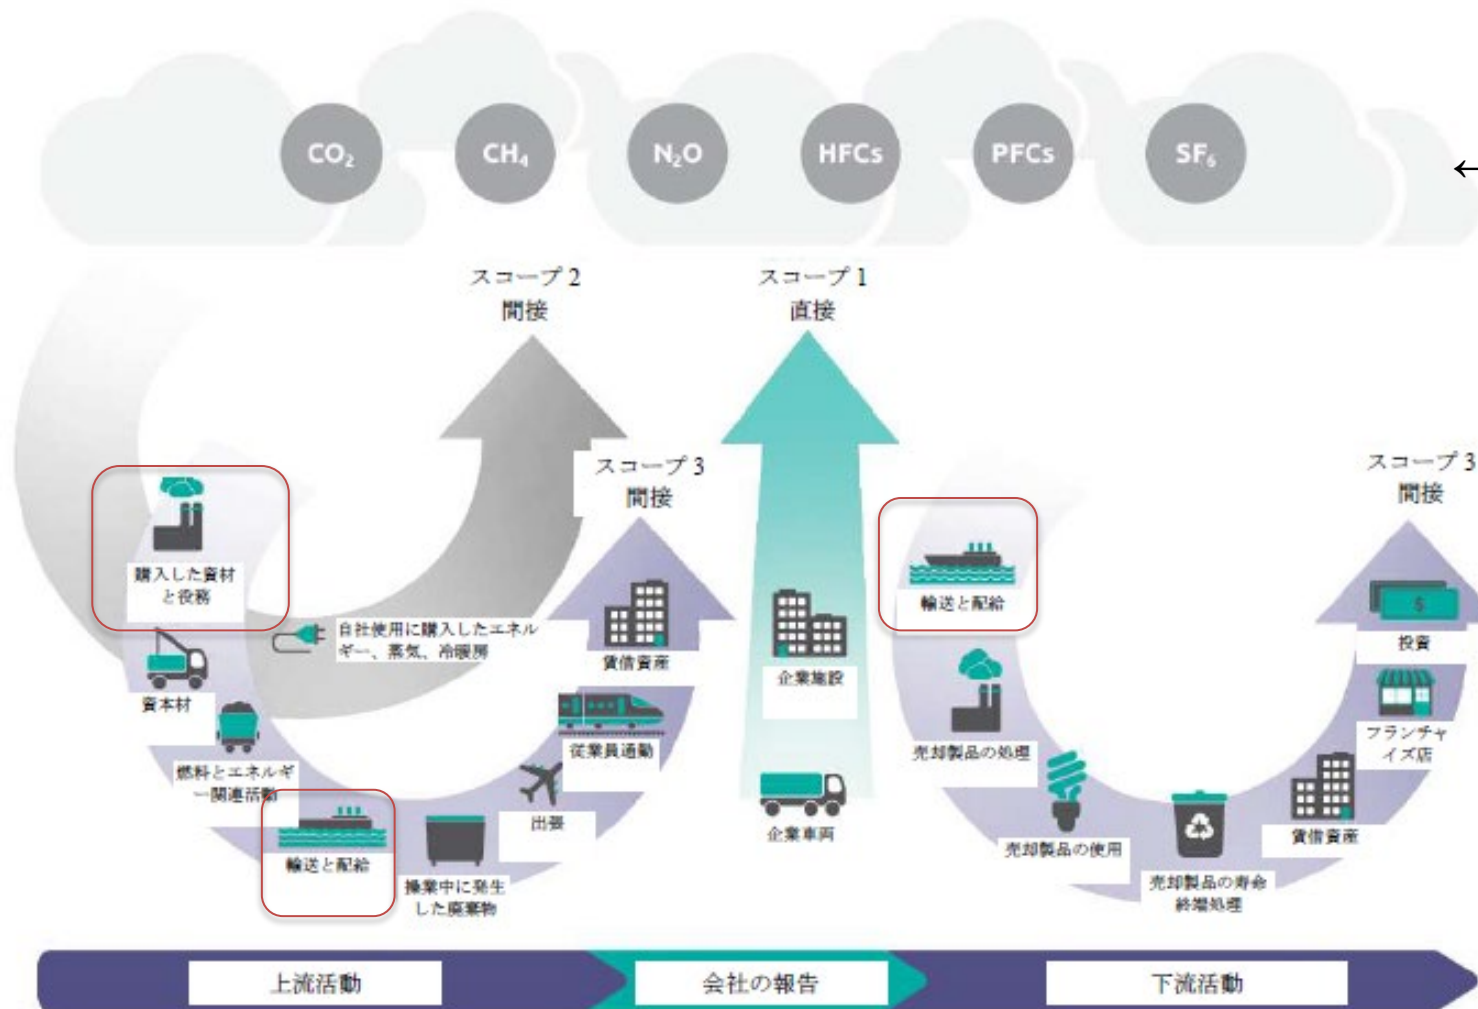 CO₂
CH₄
N₂O
HFCs
PFCs
SF₆
←
スコープ 2
間接
スコープ 1
直接
スコープ 3
間接
スコープ 3
間接
購入した資材
と役務
資本材
燃料とエネルギ
ー関連活動
輸送と配給
操業中に発生
した廃棄物
出張
従業員通勤
賃借資産
自社使用に購入したエネル
ギー、蒸気、冷暖房
企業施設
企業車両
輸送と配給
売却製品の処理
売却製品の使用
売却製品の寿命
終端処理
賃借資産
フランチャ
イズ店
投資
$
上流活動
会社の報告
下流活動